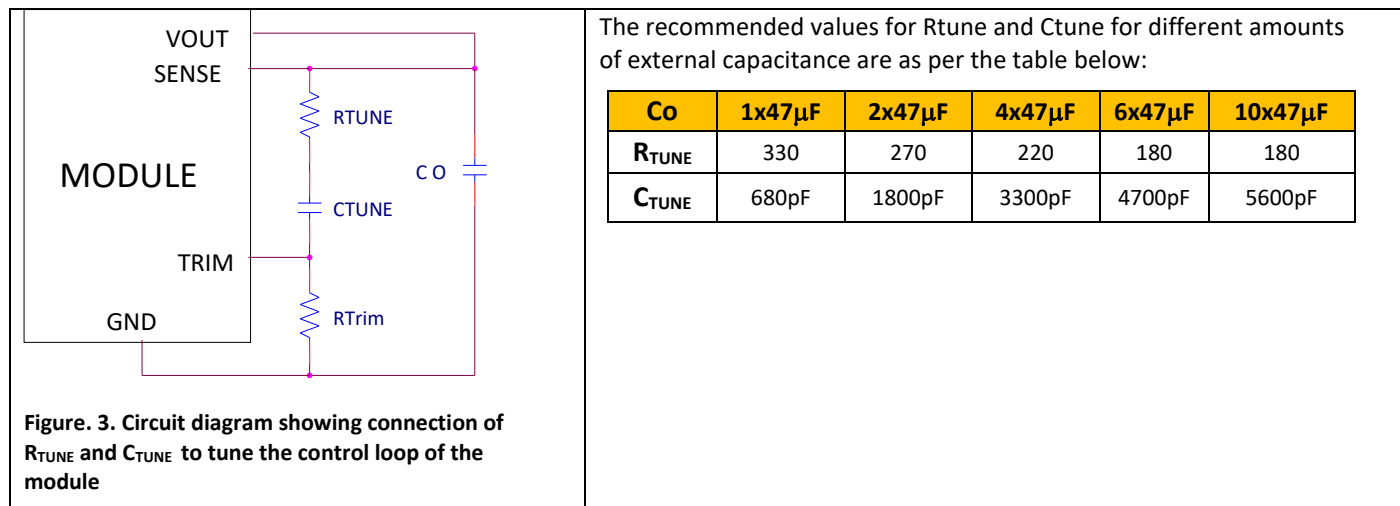 VOUT
SENSE
RTUNE
MODULE
C O
CTUNE
TRIM
GND
RTrim
Figure. 3. Circuit diagram showing connection of
RTUNE and CTUNE to tune the control loop of the
module
The recommended values for Rtune and Ctune for different amounts
of external capacitance are as per the table below:
Co 1x47μF 2x47μF 4x47μF 6x47μF 10x47μF
RTUNE 330 270 220 180 180
CTUNE 680pF 1800pF 3300pF 4700pF 5600pF